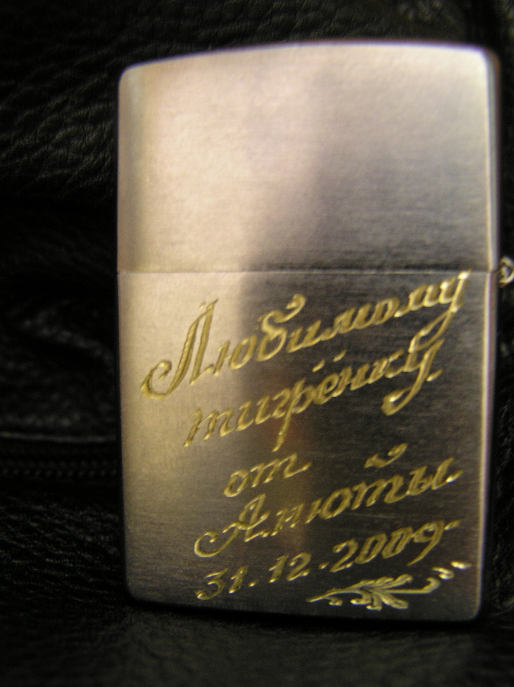 Любимому
тигрёнку
от
Анюты
31.12.2009